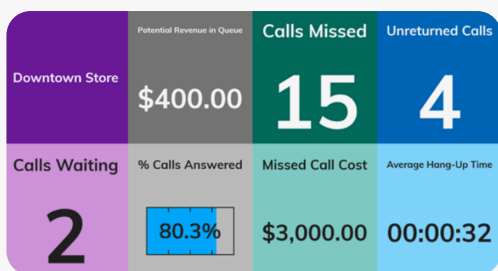 Downtown Store
Potential Revenue in Queue
$400.00
Calls Missed
15
Unreturned Calls
4
Calls Waiting
2
% Calls Answered
80.3%
Missed Call Cost
$3,000.00
Average Hang-Up Time
00:00:32